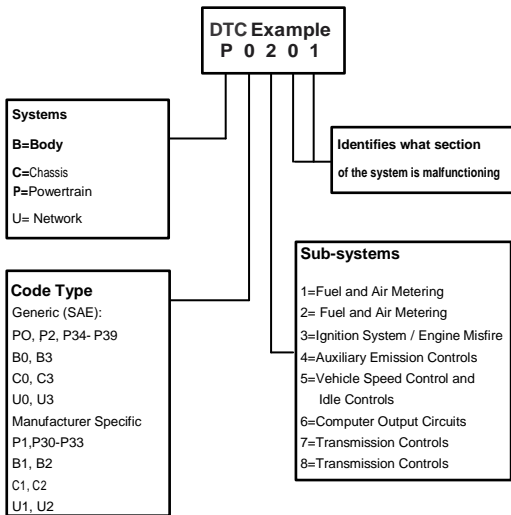 DTC Example
P 0 2 0 1
Systems
B=Body
C=Chassis
P=Powertrain
U= Network
Identifies what section
of the system is malfunctioning
Code Type
Generic (SAE):
PO, P2, P34- P39
B0, B3
C0, C3
U0, U3
Manufacturer Specific
P1,P30-P33
B1, B2
C1, C2
U1, U2
Sub-systems
1=Fuel and Air Metering
2= Fuel and Air Metering
3=Ignition System / Engine Misfire
4=Auxiliary Emission Controls
5=Vehicle Speed Control and
Idle Controls
6=Computer Output Circuits
7=Transmission Controls
8=Transmission Controls